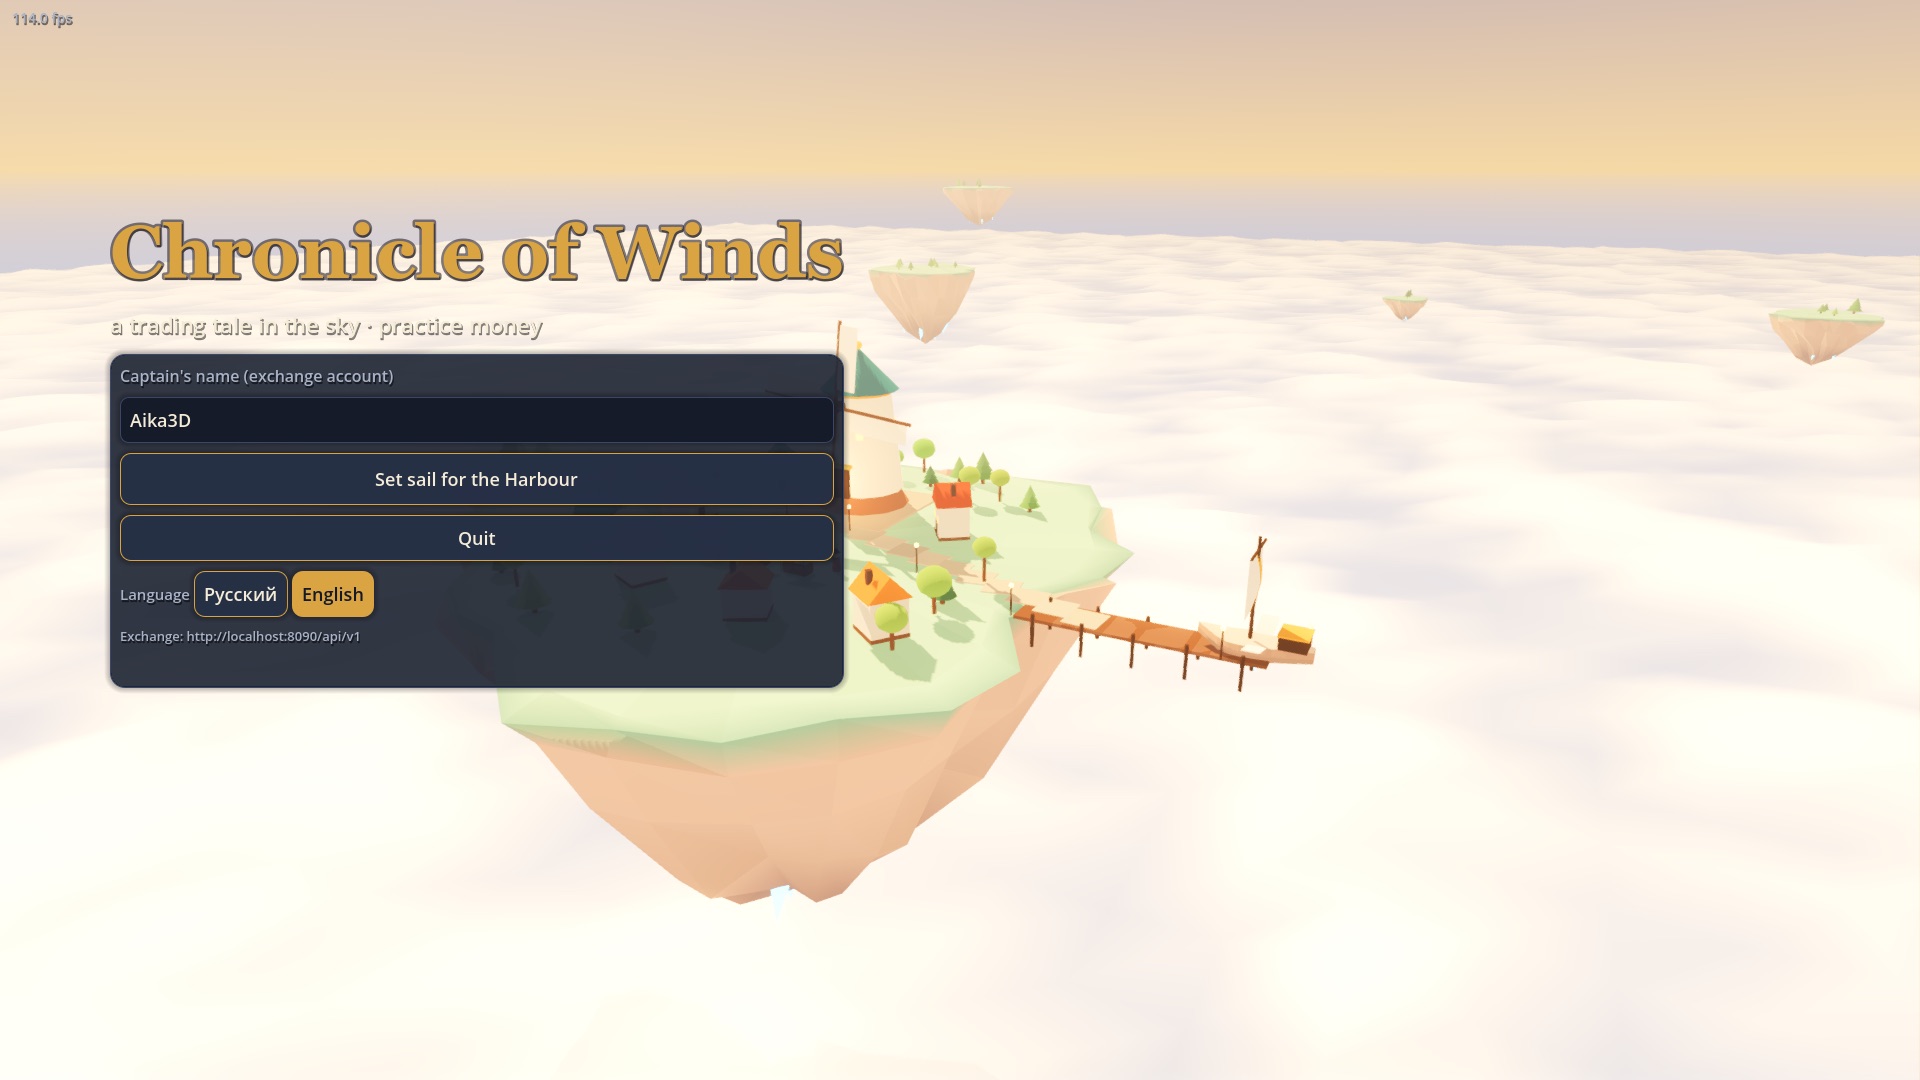 114.0 fps
Chronicle of Winds
a trading tale in the sky · practice money
Captain's name (exchange account)
Aika3D
Set sail for the Harbour
Quit
Language Русский English
Exchange: http://localhost:8090/api/v1